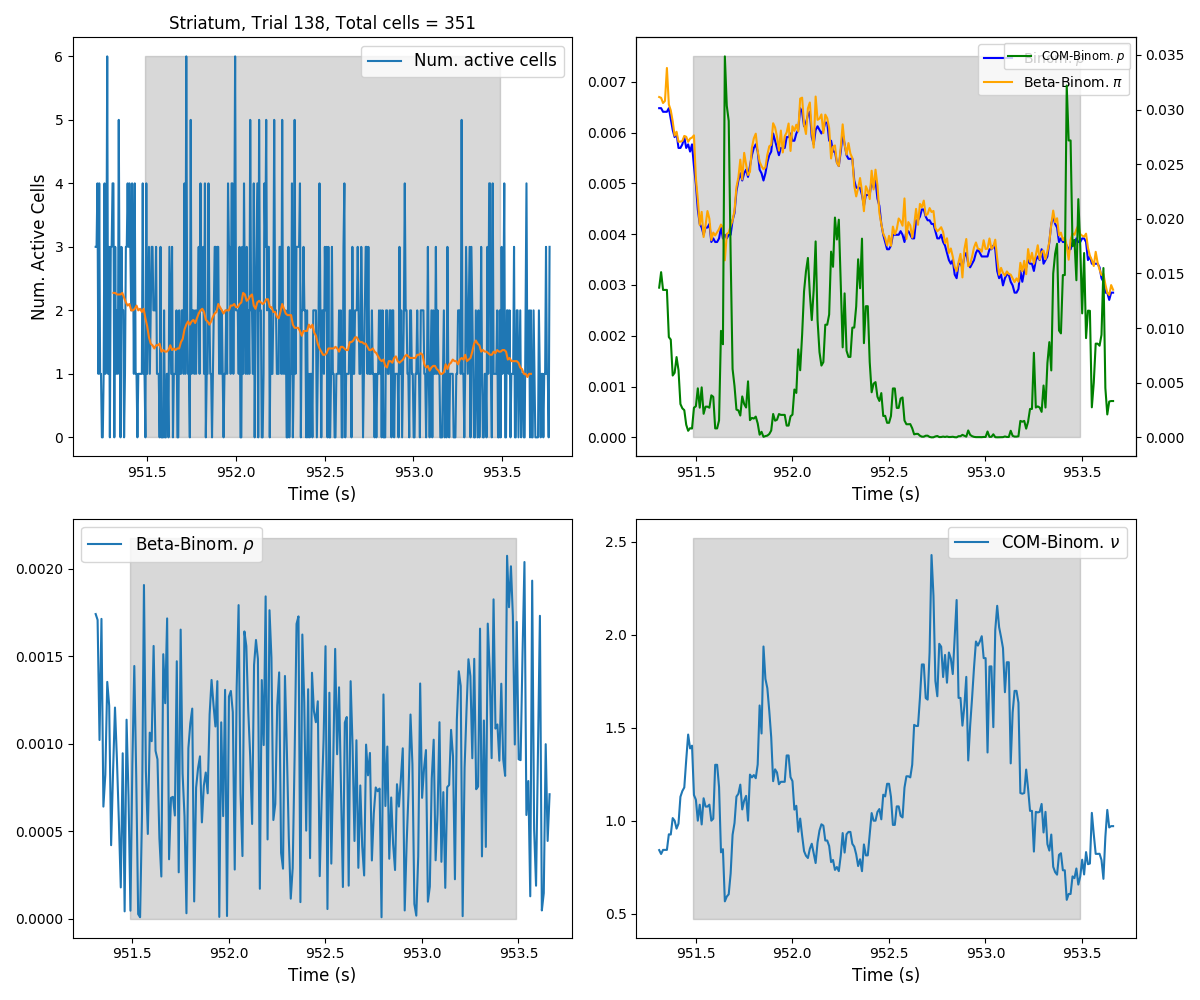 Striatum, Trial 138, Total cells = 351
Num. Active Cells
6
5
4
3
2
1
0
Num. active cells
951.5 952.0 952.5 953.0 953.5
Time (s)
0.007
0.006
0.005
0.004
0.003
0.002
0.001
0.000
COM-Binom. p
Beta-Binom. π
0.035
0.030
0.025
0.020
0.015
0.010
0.005
0.000
951.5 952.0 952.5 953.0 953.5
Time (s)
Beta-Binom. ρ
0.0020
0.0015
0.0010
0.0005
0.0000
951.5 952.0 952.5 953.0 953.5
Time (s)
COM-Binom. ν
2.5
2.0
1.5
1.0
0.5
951.5 952.0 952.5 953.0 953.5
Time (s)